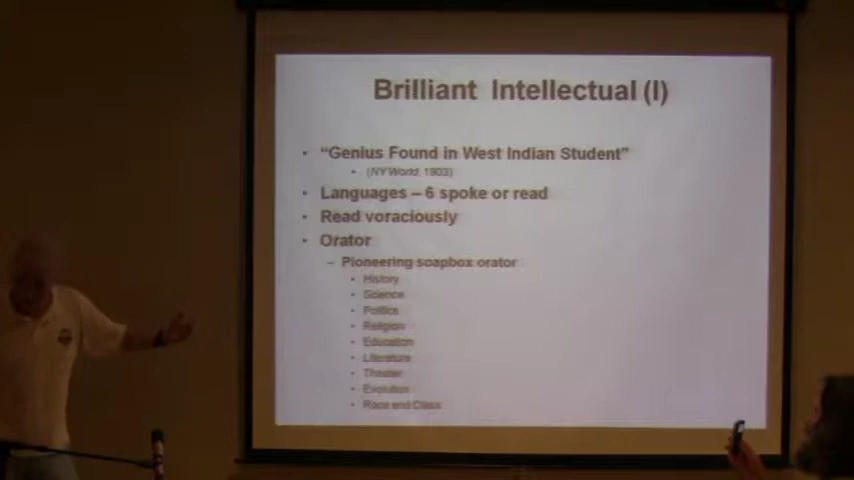 Brilliant Intellectual (I)
• "Genius Found in West Indian Student"
• (NY World, 1903)
• Languages – 6 spoke or read
• Read voraciously
• Orator
– Pioneering soapbox orator
• History
• Science
• Politics
• Religion
• Education
• Literature
• Theater
• Evolution
• Race and Class